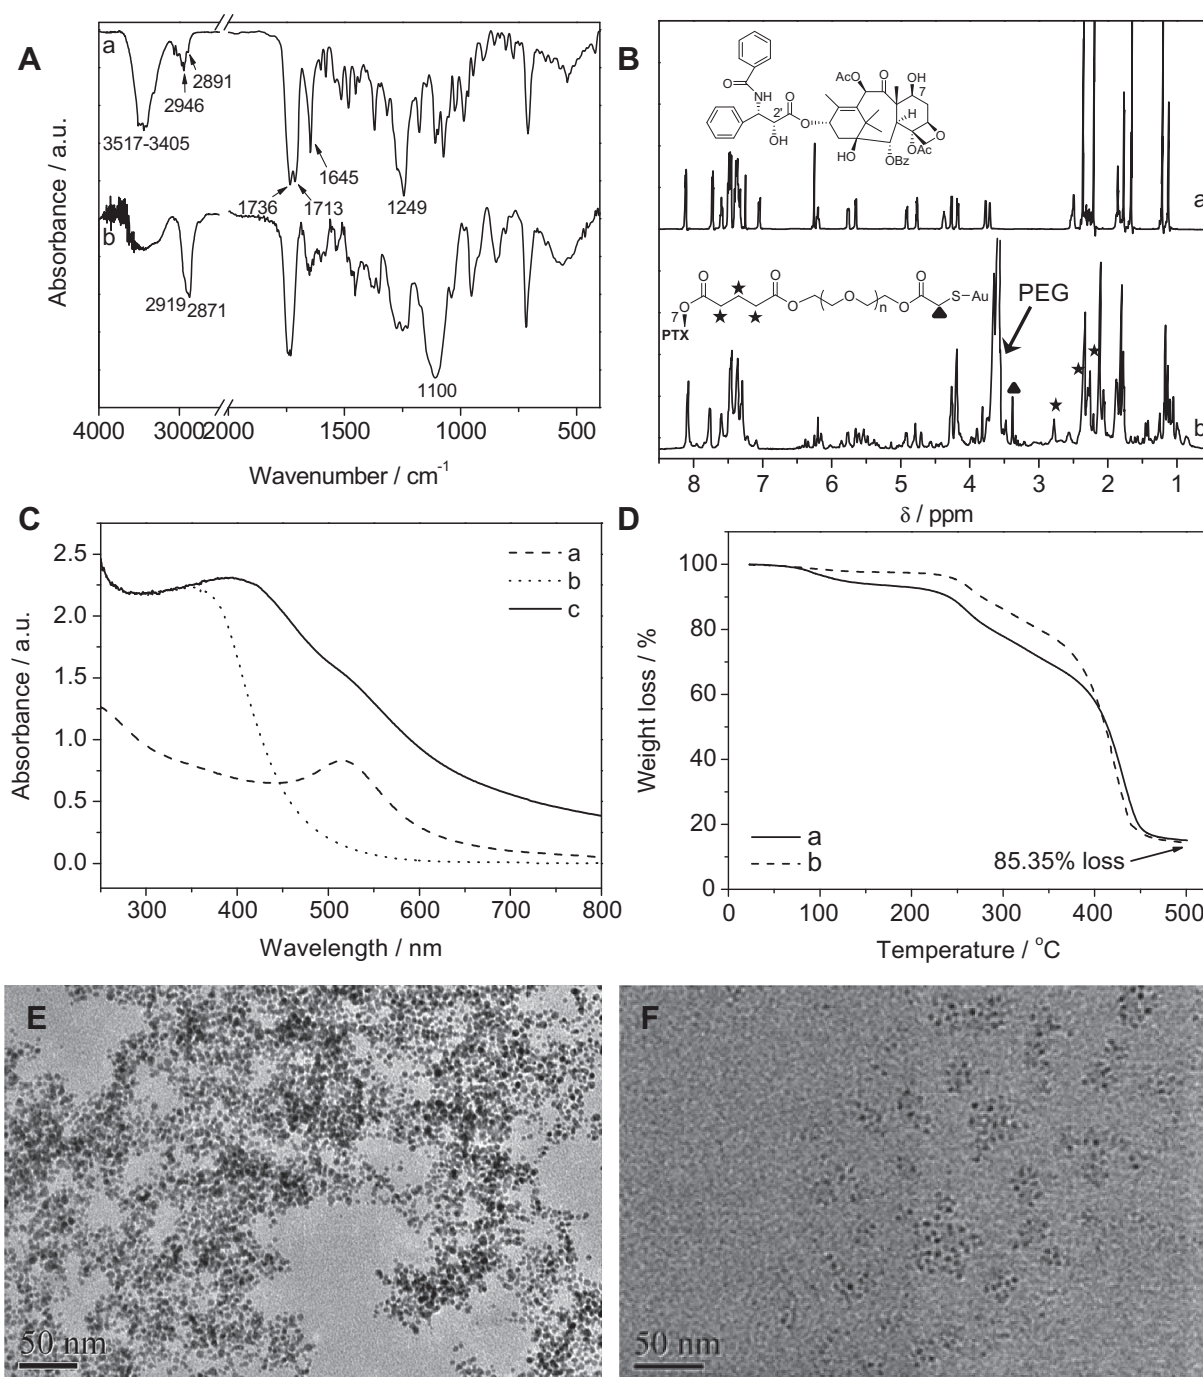 A
a
2891
2946
3517-3405
1645
1736
1713
1249
b
2919
2871
1100
Absorbance / a.u.
4000
3000
2000
1500
1000
500
Wavenumber / cm-1
B
O
NH
O
2'
OH
O
AcO
O
OH
7
H
O
HO
OBz
OAc
a
O
O
7
PTX
O
O
O
n
O
O
S—Au
PEG
b
8
7
6
5
4
3
2
1
δ / ppm
C
2.5
2.0
1.5
1.0
0.5
0.0
Absorbance / a.u.
a
b
c
300
400
500
600
700
800
Wavelength / nm
D
100
80
60
40
20
0
Weight loss / %
a
b
85.35% loss
0
100
200
300
400
500
Temperature / °C
E
50 nm
F
50 nm